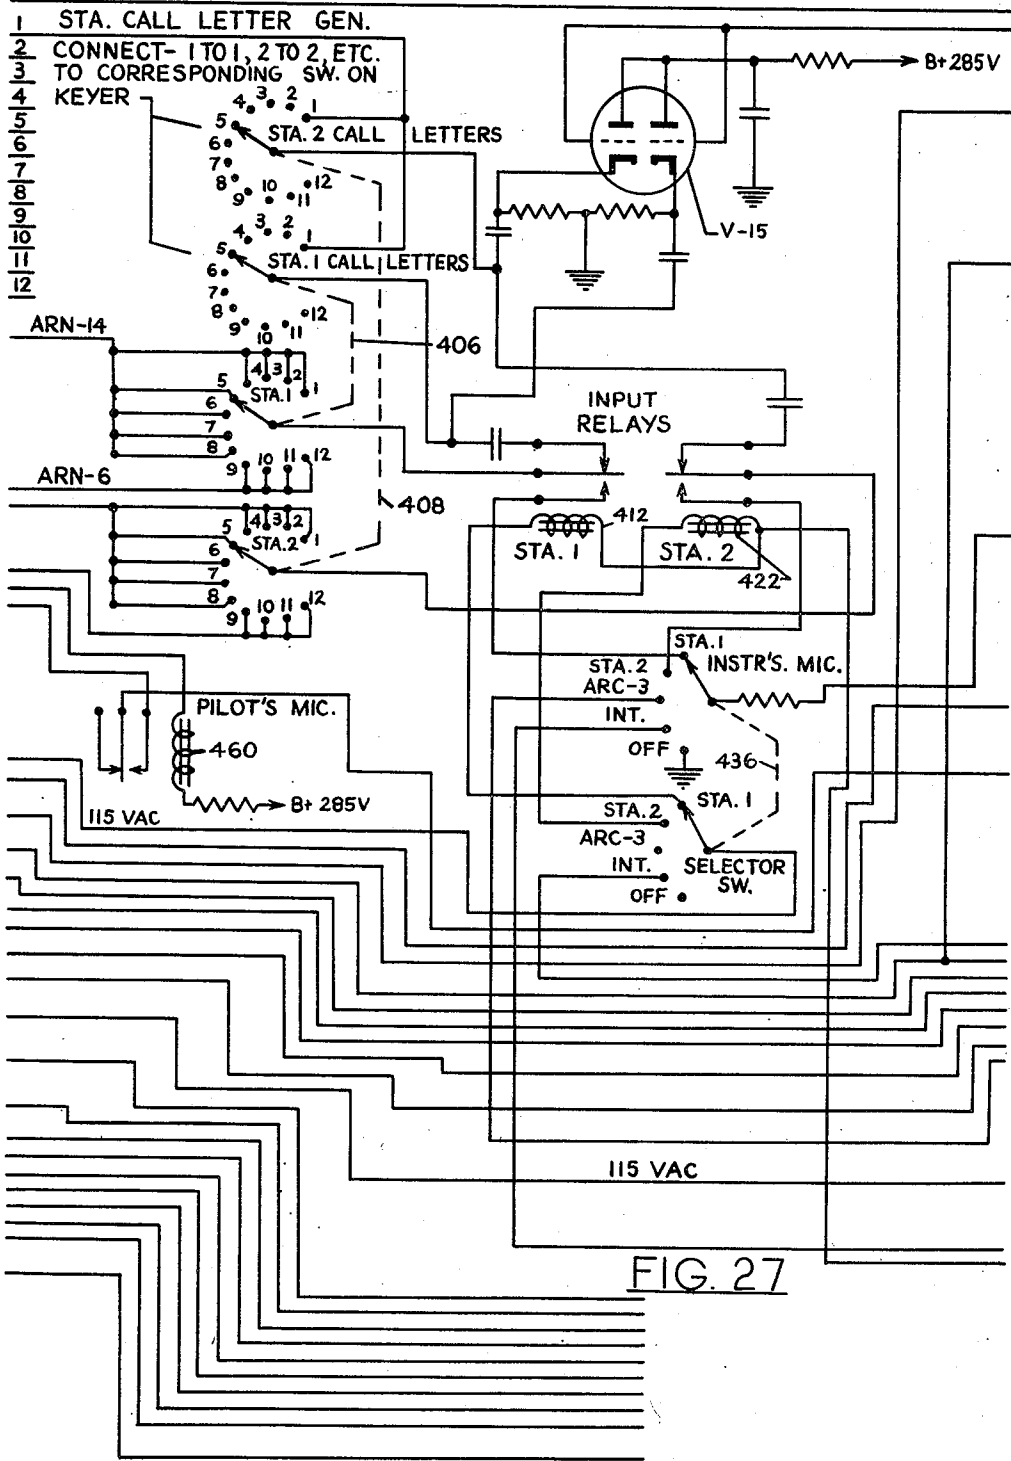 1 STA. CALL LETTER GEN.
2 CONNECT- 1 TO 1, 2 TO 2, ETC.
3 TO CORRESPONDING SW. ON
4 KEYER
5
6
7
8
9
10
11
12
4 3 2 1
5 STA. 2 CALL LETTERS
6
7
8
9 10 11 12
4 3 2 1
5 STA. 1 CALL LETTERS
6
7
8
9 10 11 12
B+ 285V
V-15
ARN-14
406
4 3 2 1
5 STA. 1
6
7
8
9 10 11 12
INPUT
RELAYS
ARN-6
408
4 3 2 1
5 STA. 2
6
7
8
9 10 11 12
412
STA. 1 STA. 2
422
STA. 1
STA. 2 INSTR'S. MIC.
ARC-3
INT.
OFF
436
PILOT'S MIC.
460
B+ 285V
115 VAC
STA. 1
STA. 2
ARC-3
INT. SELECTOR
SW.
OFF
115 VAC
FIG. 27